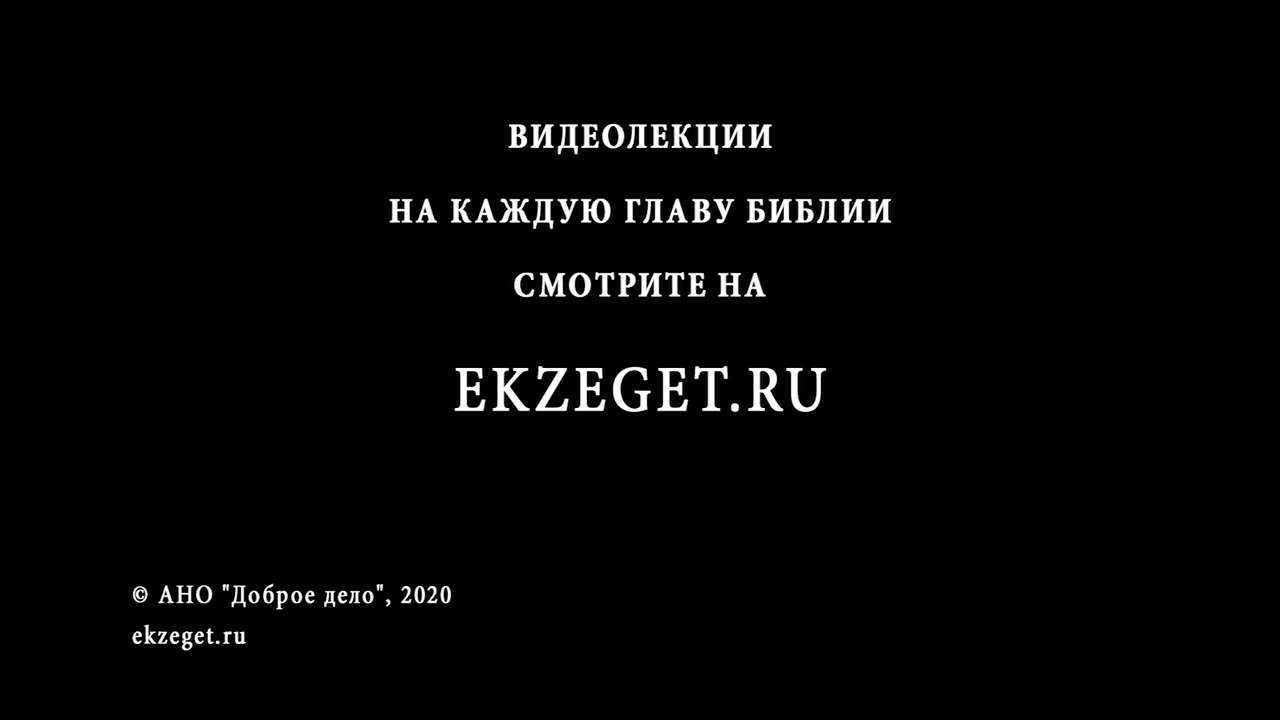 ВИДЕОЛЕКЦИИ
НА КАЖДУЮ ГЛАВУ БИБЛИИ
СМОТРИТЕ НА
EKZEGET.RU
© АНО "Доброе дело", 2020
ekzeget.ru